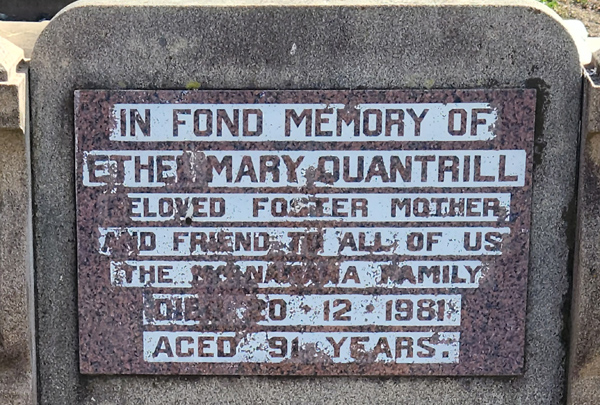 IN FOND MEMORY OF
ETHEL MARY QUANTRILL
BELOVED FOSTER MOTHER
AND FRIEND TO ALL OF US
THE FAMILY
DIED 20 · 12 · 1981
AGED 91 YEARS.